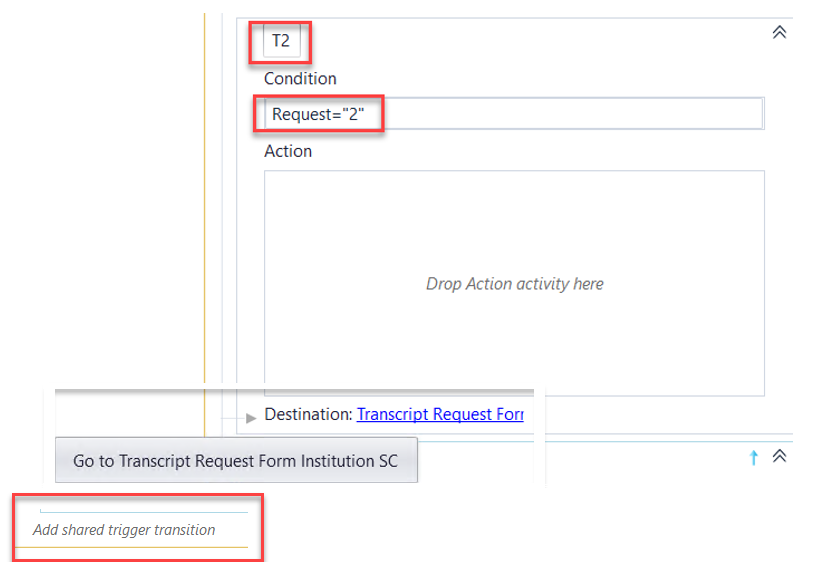 T2
Condition
Request="2"
Action
Drop Action activity here
Destination: Transcript Request Form
Go to Transcript Request Form Institution SC
Add shared trigger transition